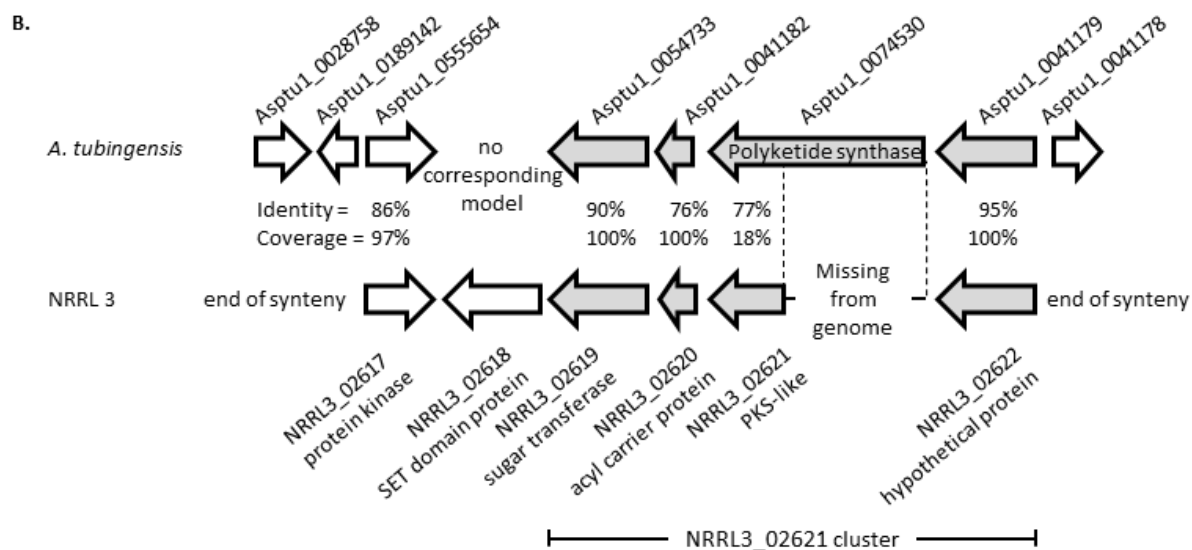 B.
Asptu1_0028758
Asptu1_0189142
Asptu1_0555654
Asptu1_0054733
Asptu1_0041182
Asptu1_0074530
Asptu1_0041179
Asptu1_0041178
A. tubingensis
no
corresponding
model
Polyketide synthase
Identity = 86% 90% 76% 77% 95%
Coverage = 97% 100% 100% 18% 100%
NRRL 3
end of synteny
Missing
from
genome
end of synteny
NRRL3_02617
protein kinase
NRRL3_02618
SET domain protein
NRRL3_02619
sugar transferase
NRRL3_02620
acyl carrier protein
NRRL3_02621
PKS-like
NRRL3_02622
hypothetical protein
NRRL3_02621 cluster